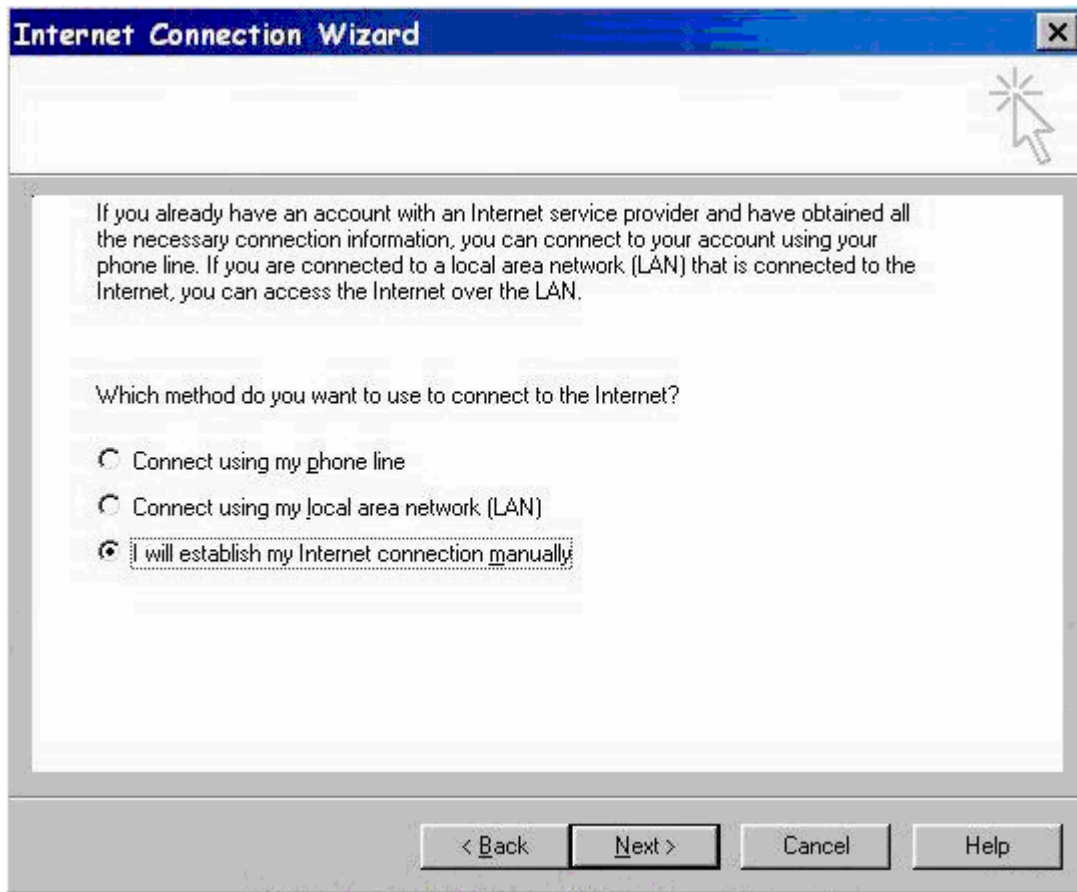 Internet Connection Wizard
If you already have an account with an Internet service provider and have obtained all
the necessary connection information, you can connect to your account using your
phone line. If you are connected to a local area network (LAN) that is connected to the
Internet, you can access the Internet over the LAN.
Which method do you want to use to connect to the Internet?
Connect using my phone line
Connect using my local area network (LAN)
I will establish my Internet connection manually
< Back Next > Cancel Help